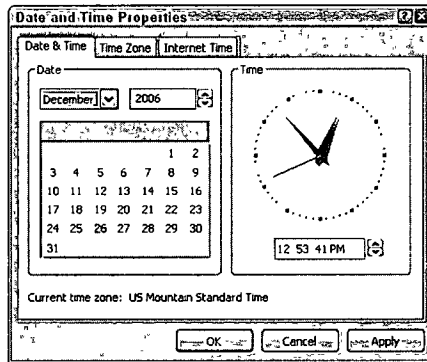 Date and Time Properties
Date & Time Time Zone Internet Time
Date
December 2006
1 2
3 4 5 6 7 8 9
10 11 12 13 14 15 16
17 18 19 20 21 22 23
24 25 26 27 28 29 30
31
Time
12 53 41 PM
Current time zone: US Mountain Standard Time
OK Cancel Apply